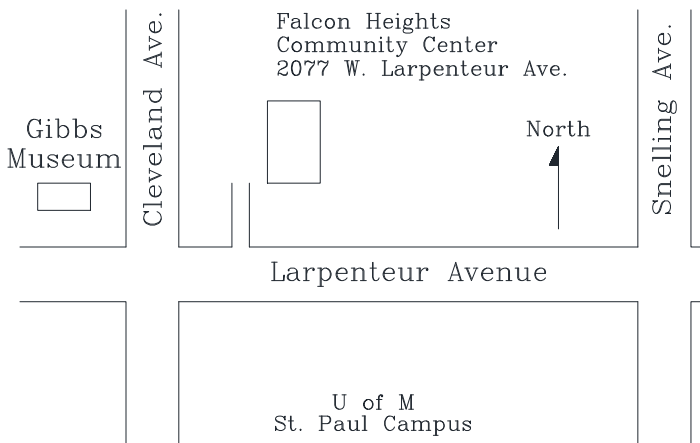 Falcon Heights
Community Center
2077 W. Larpenteur Ave.
Cleveland Ave.
Snelling Ave.
Gibbs
Museum
North
Larpenteur Avenue
U of M
St. Paul Campus